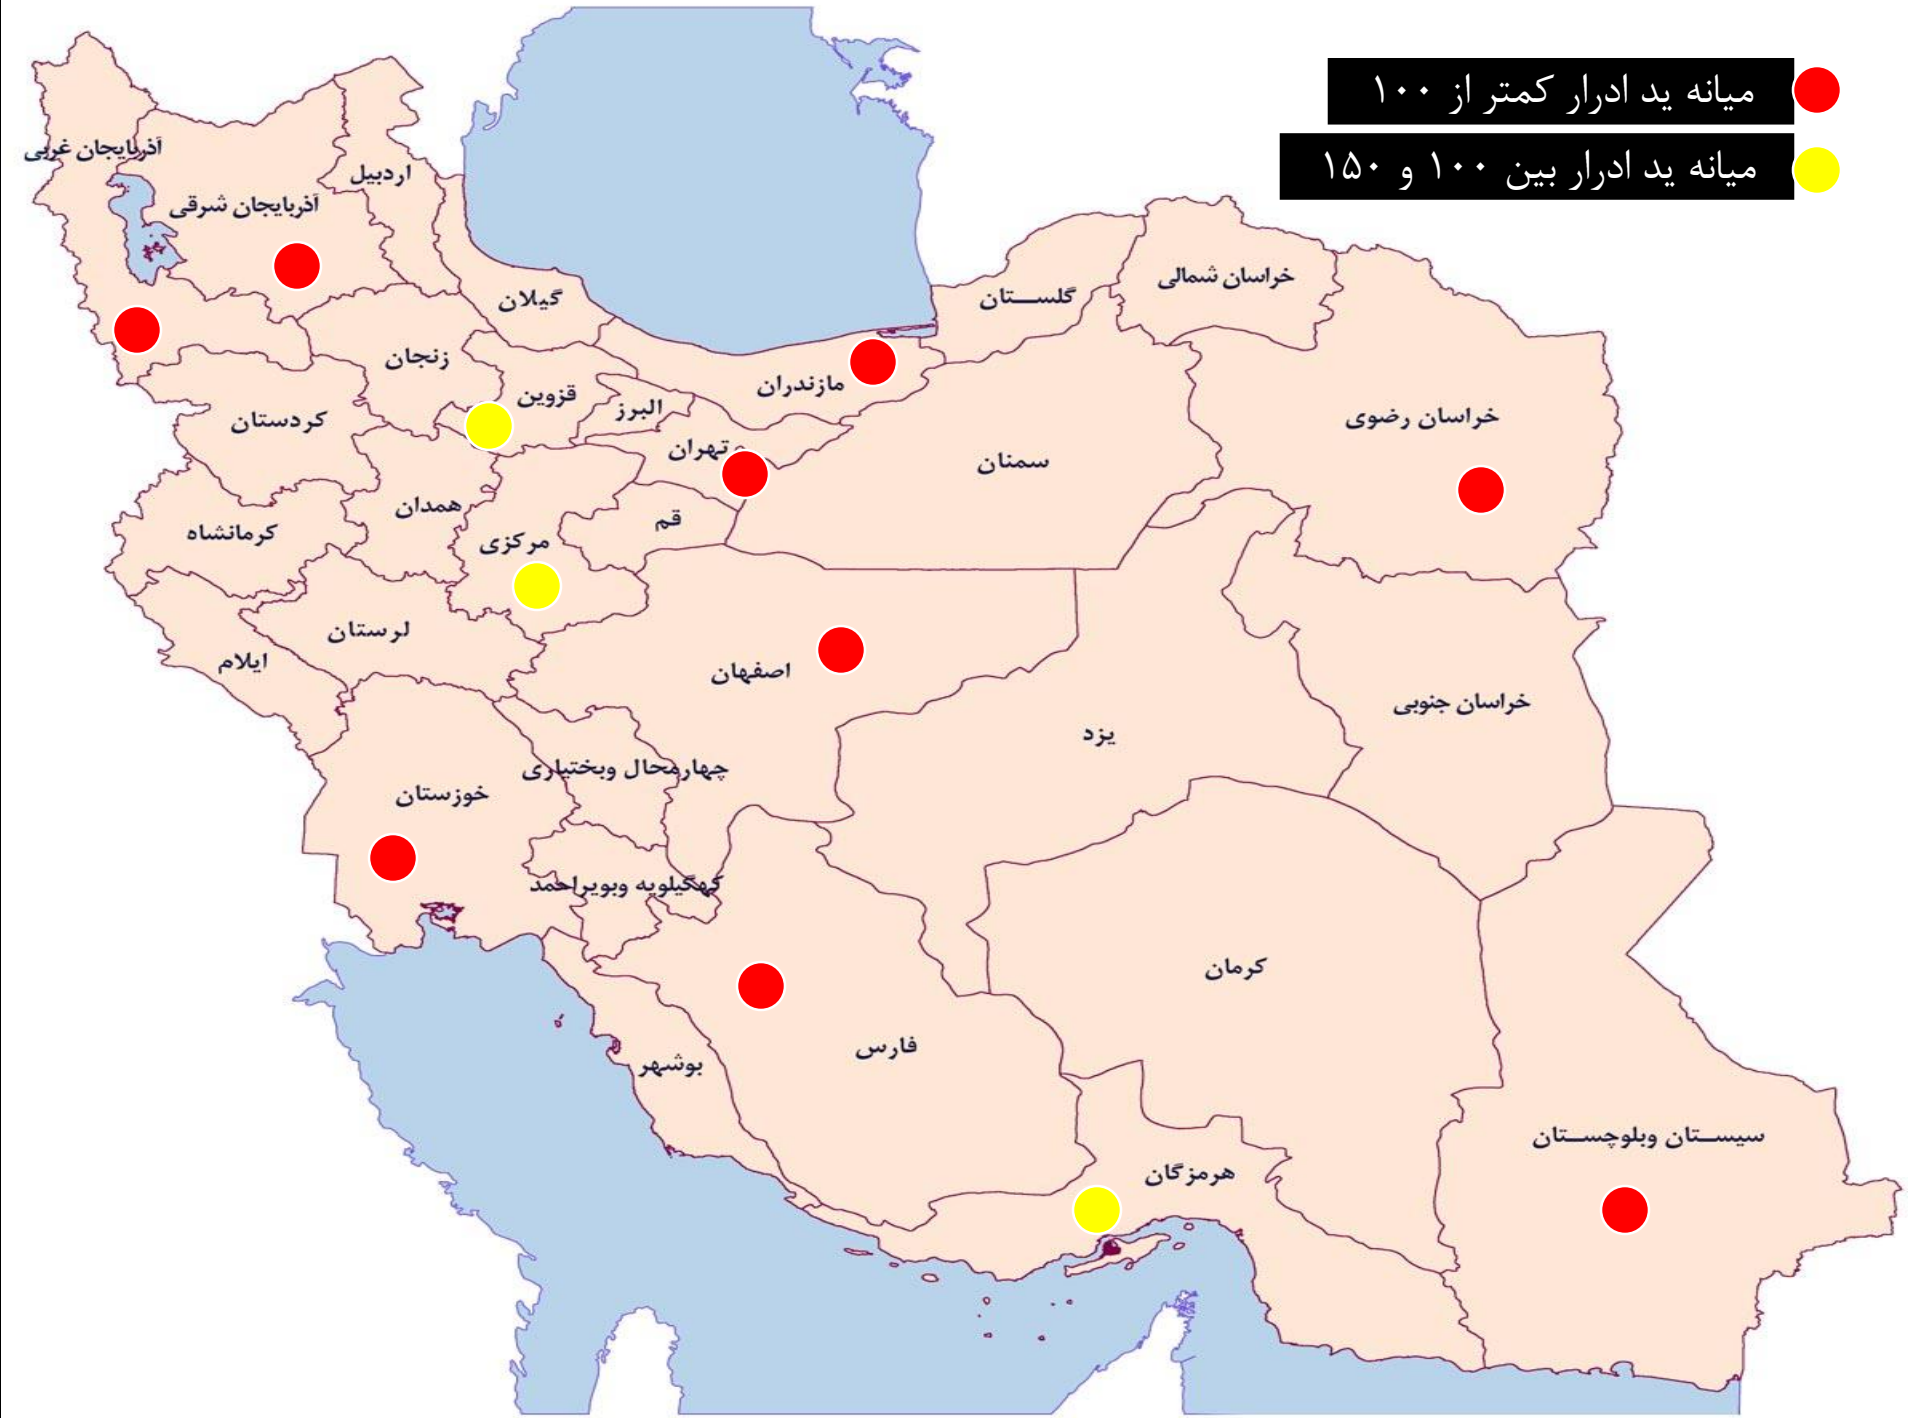 میانه ید ادرار کمتر از ۱۰۰
میانه ید ادرار بین ۱۰۰ و ۱۵۰
آذربایجان غربی
اردبیل
آذربایجان شرقی
گیلان
گلستان
خراسان شمالی
زنجان
قزوین
البرز
مازندران
کردستان
تهران
سمنان
خراسان رضوی
همدان
کرمانشاه
مرکزی
قم
لرستان
ایلام
اصفهان
خراسان جنوبی
یزد
چهارمحال وبختیاری
خوزستان
کهگیلویه وبویراحمد
کرمان
فارس
بوشهر
سیستان وبلوچستان
هرمزگان